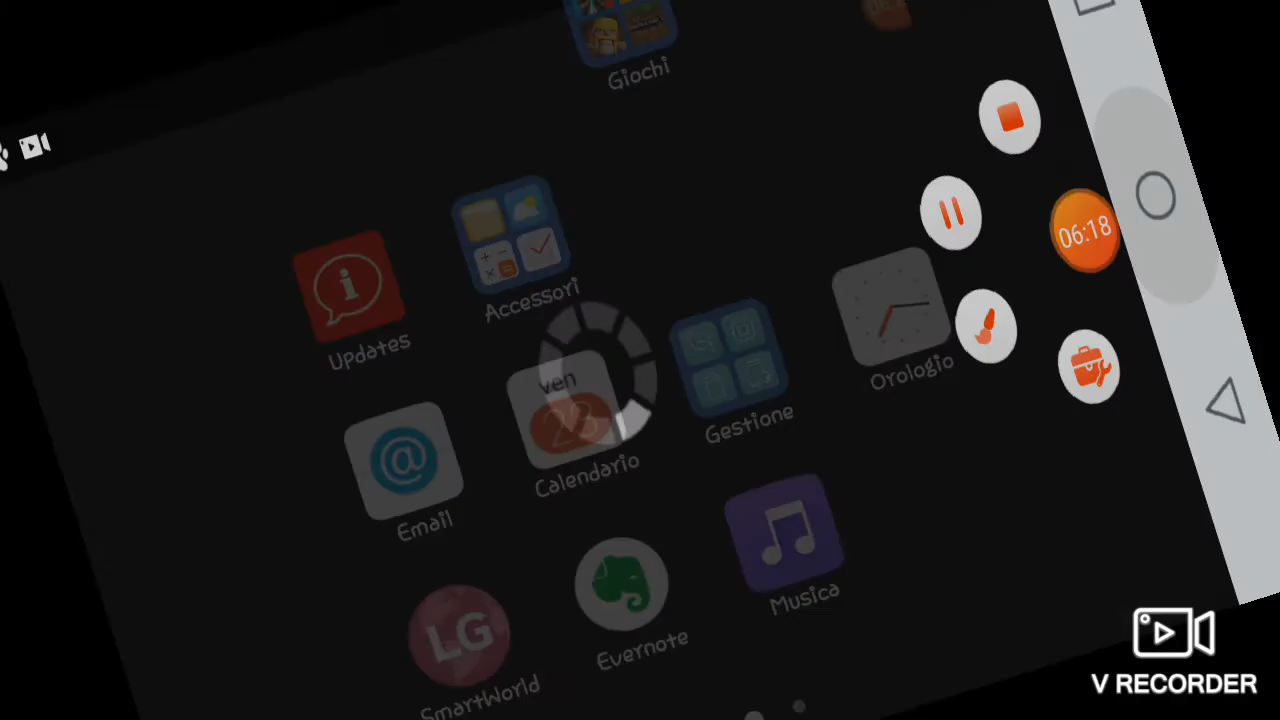 Giochi
06:18
Updates
Accessori
Orologio
ven
23
Calendario
Gestione
Email
@
Musica
LG
SmartWorld
Evernote
V RECORDER